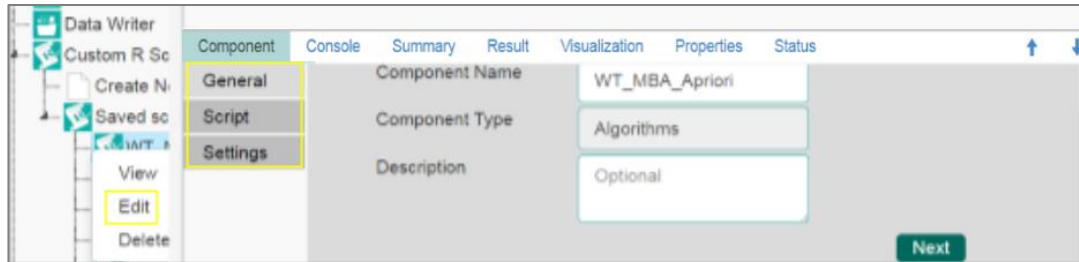 Data Writer
Custom R Sc
Create N
Saved sc
WT_M
View
Edit
Delete
Component Console Summary Result Visualization Properties Status
General
Script
Settings
Component Name WT_MBA_Apriori
Component Type Algorithms
Description Optional
Next